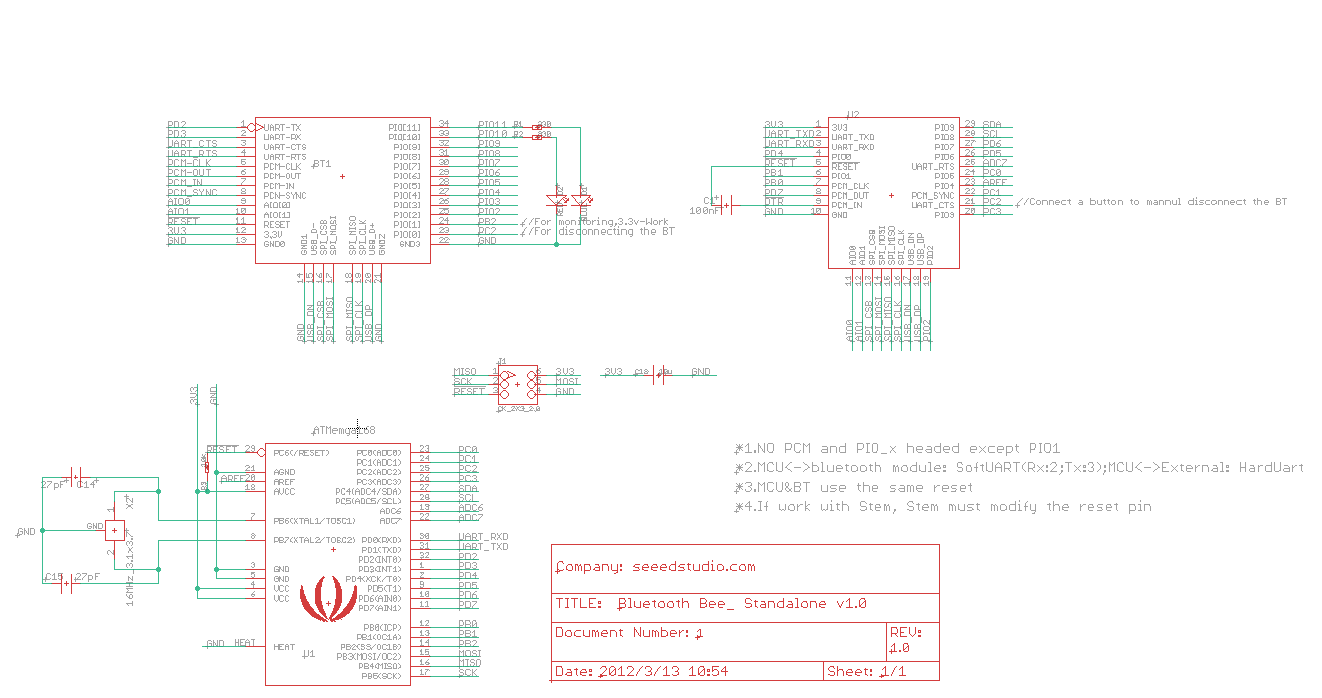 PD2 1 UART-TX PIO[11] 34 PIO11 R1 330
PD3 2 UART-RX PIO[10] 33 PIO10 R2 330
UART_CTS 3 UART-CTS PIO[9] 32 PIO9
UART_RTS 4 UART-RTS PIO[8] 31 PIO8
PCM-CLK 5 PCM-CLK PIO[7] 30 PIO7
PCM-OUT 6 PCM-OUT PIO[6] 29 PIO6
PCM_IN 7 PCM-IN PIO[5] 28 PIO5
PCM_SYNC 8 PCN-SYNC PIO[4] 27 PIO4
AIO0 9 AIO[0] PIO[3] 26 PIO3
AIO1 10 AIO[1] PIO[2] 25 PIO2
RESET 11 RESET PIO[1] 24 PB2 //For monitoring,3.3v-Work
3V3 12 3.3V PIO[0] 23 PC2 //For disconnecting the BT
GND 13 GND0 GND3 22 GND
BT1
GND1 USB_D- SPI_CSB SPI_MOSI SPI_MISO SPI_CLK USB_D+ GND2
14 15 16 17 18 19 20 21
GND USB_DN SPI_CSB SPI_MOSI SPI_MISO SPI_CLK USB_DP GND
U2
3V3 1 3V3 PIO9 29 SDA
UART_TXD 2 UART_TXD PIO8 28 SCL
UART_RXD 3 UART_RXD PIO7 27 PD6
PD4 4 PIO0 PIO6 26 PD5
RESET 5 RESET UART_RTS 25 ADC7
PB1 6 PIO1 PIO5 24 PC0
PB0 7 PCM_CLK PIO4 23 AREF
PD7 8 PCM_OUT PCM_SYNC 22 PC1
DTR 9 PCM_IN UART_CTS 21 PC2 //Connect a button to mannul disconnect the BT
GND 10 GND PIO3 20 PC3
C1
100nF
AIO0 AIO1 SPI_CSB SPI_MOSI SPI_MISO SPI_CLK USB_DN USB_DP PIO2
11 12 13 14 15 16 17 18 19
AIO0 AIO1 SPI_CSB SPI_MOSI SPI_MISO SPI_CLK USB_DN USB_DP PIO2
J1
MISO 1 6 3V3
SCK 2 5 MOSI
RESET 3 4 GND
CK_2X3_2.0
3V3 C18 10u GND
3V3 GND
ATMemga168
RESET 29 PC6(/RESET) PC0(ADC0) 23 PC0
PC1(ADC1) 24 PC1
21 AGND PC2(ADC2) 25 PC2
AREF 20 AREF PC3(ADC3) 26 PC3
18 AVCC PC4(ADC4/SDA) 27 SDA
PC5(ADC5/SCL) 28 SCL
ADC6 19 ADC6
7 PB6(XTAL1/TOSC1) ADC7 22 ADC7
8 PB7(XTAL2/TOSC2) PD0(RXD) 30 UART_RXD
PD1(TXD) 31 UART_TXD
PD2(INT0) 32 PD2
3 GND PD3(INT1) 1 PD3
5 GND PD4(XCK/T0) 2 PD4
4 VCC PD5(T1) 9 PD5
6 VCC PD6(AIN0) 10 PD6
PD7(AIN1) 11 PD7
PB0(ICP) 12 PB0
PB1(OC1A) 13 PB1
GND HEAT HEAT PB2(SS/OC1B) 14 PB2
U1 PB3(MOSI/OC2) 15 MOSI
PB4(MISO) 16 MISO
PB5(SCK) 17 SCK
27pF C14
GND GND 1 2 X2
16MHz_3.1x3.7
C15 27pF
*1.NO PCM and PIO_x headed except PIO1
*2.MCU<->bluetooth module: SoftUART(Rx:2;Tx:3);MCU<->External: HardUart
*3.MCU&BT use the same reset
*4.If work with Stem, Stem must modify the reset pin
Company: seeedstudio.com
TITLE: Bluetooth Bee_ Standalone v1.0
Document Number: 1
REV:
1.0
Date: 2012/3/13 10:54
Sheet: 1/1